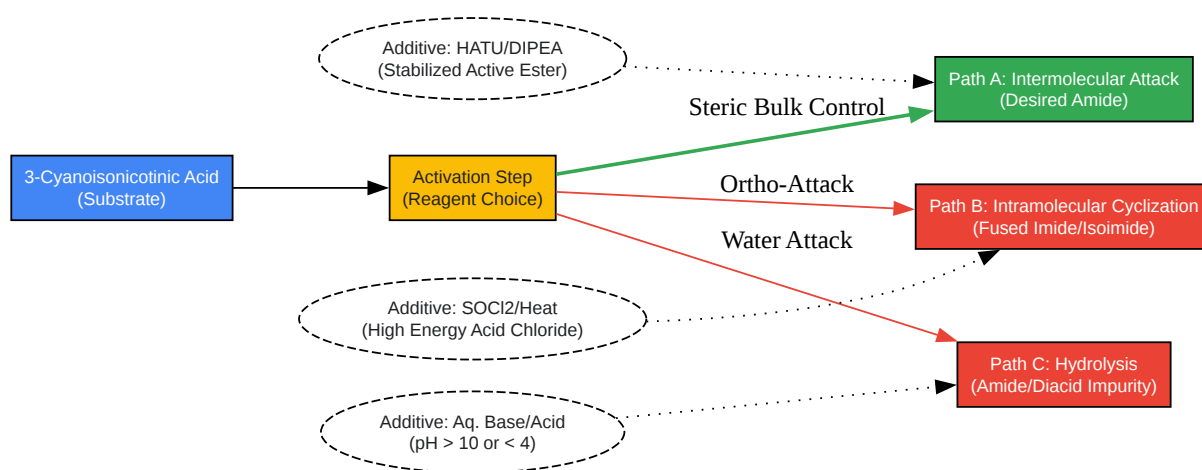 Additive: HATU/DIPEA
(Stabilized Active Ester)
Path A: Intermolecular Attack
(Desired Amide)
Steric Bulk Control
3-Cyanoisonicotinic Acid
(Substrate)
Activation Step
(Reagent Choice)
Ortho-Attack
Path B: Intramolecular Cyclization
(Fused Imide/Isoimide)
Water Attack
Additive: SOCl2/Heat
(High Energy Acid Chloride)
Path C: Hydrolysis
(Amide/Diacid Impurity)
Additive: Aq. Base/Acid
(pH > 10 or < 4)